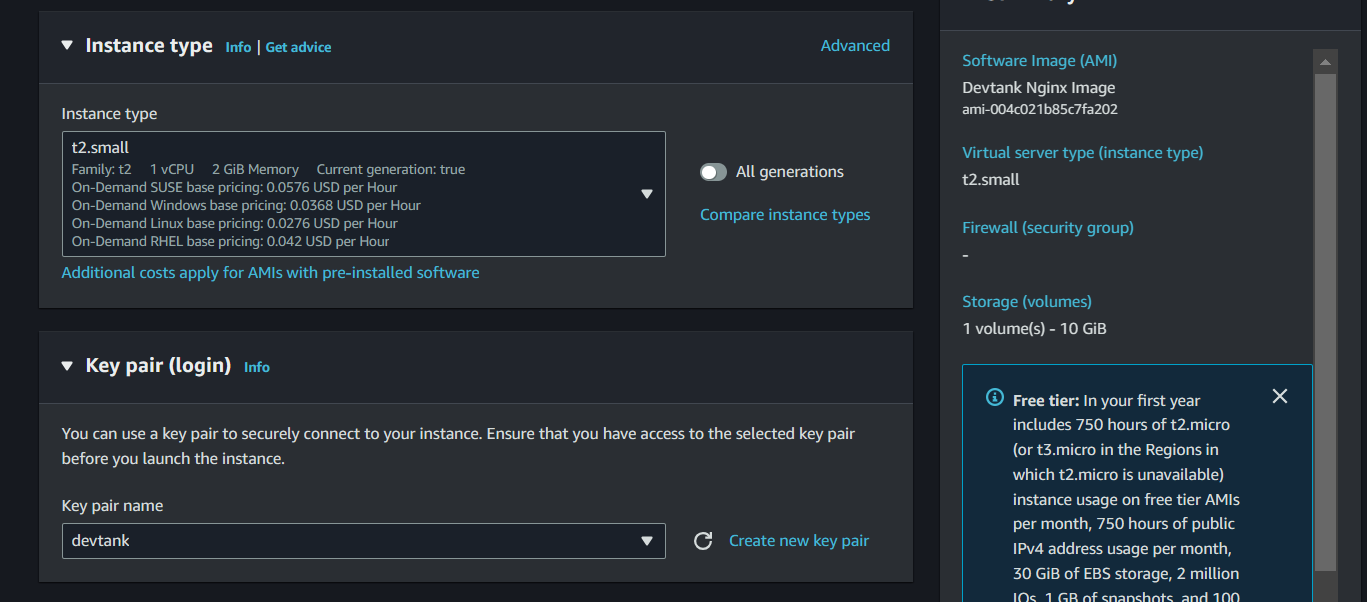 Instance type Info | Get advice
Advanced
Instance type
t2.small
Family: t2 1 vCPU 2 GiB Memory Current generation: true
On-Demand SUSE base pricing: 0.0576 USD per Hour
On-Demand Windows base pricing: 0.0368 USD per Hour
On-Demand Linux base pricing: 0.0276 USD per Hour
On-Demand RHEL base pricing: 0.042 USD per Hour
All generations
Compare instance types
Additional costs apply for AMIs with pre-installed software
Key pair (login) Info
You can use a key pair to securely connect to your instance. Ensure that you have access to the selected key pair
before you launch the instance.
Key pair name
devtank
Create new key pair
Software Image (AMI)
Devtank Nginx Image
ami-004c021b85c7fa202
Virtual server type (instance type)
t2.small
Firewall (security group)
-
Storage (volumes)
1 volume(s) - 10 GiB
Free tier: In your first year
includes 750 hours of t2.micro
(or t3.micro in the Regions in
which t2.micro is unavailable)
instance usage on free tier AMIs
per month, 750 hours of public
IPv4 address usage per month,
30 GiB of EBS storage, 2 million
IOs, 1 GB of snapshots, and 100